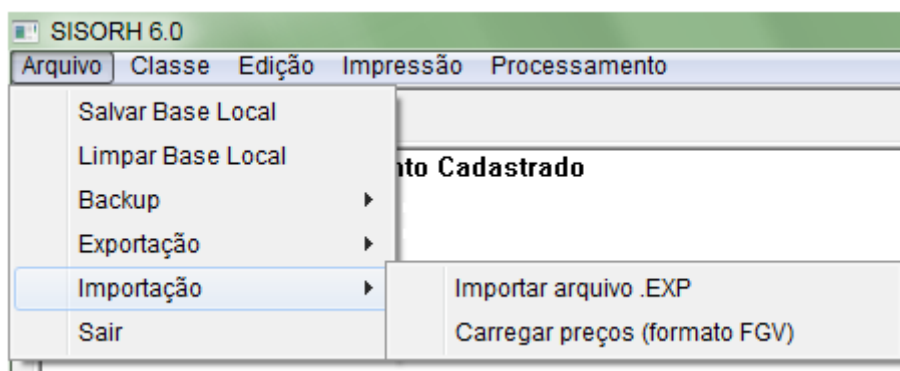 SISORH 6.0
Arquivo Classe Edição Impressão Processamento
Salvar Base Local
Limpar Base Local
Cadastrado
Backup
Exportação
Importação
Importar arquivo .EXP
Sair
Carregar preços (formato FGV)